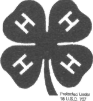 H H
H H
Protected Under
18 U.S.C. 707